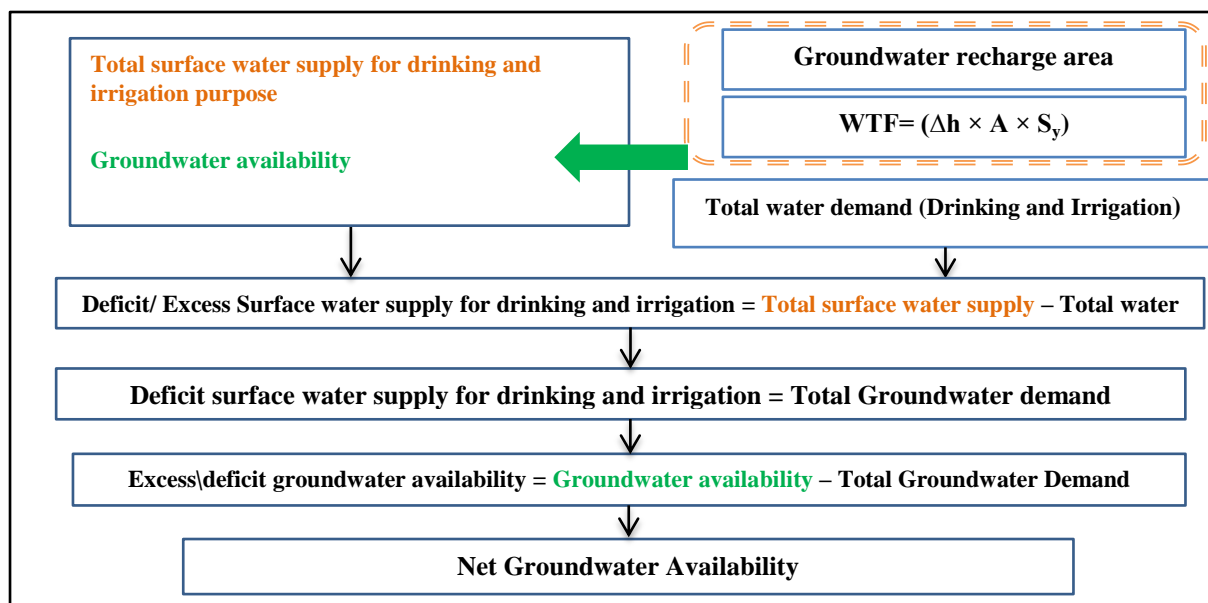 Total surface water supply for drinking and
irrigation purpose
Groundwater availability
Groundwater recharge area
WTF= (Δh × A × Sy)
Total water demand (Drinking and Irrigation)
Deficit/ Excess Surface water supply for drinking and irrigation = Total surface water supply – Total water
Deficit surface water supply for drinking and irrigation = Total Groundwater demand
Excess\deficit groundwater availability = Groundwater availability – Total Groundwater Demand
Net Groundwater Availability